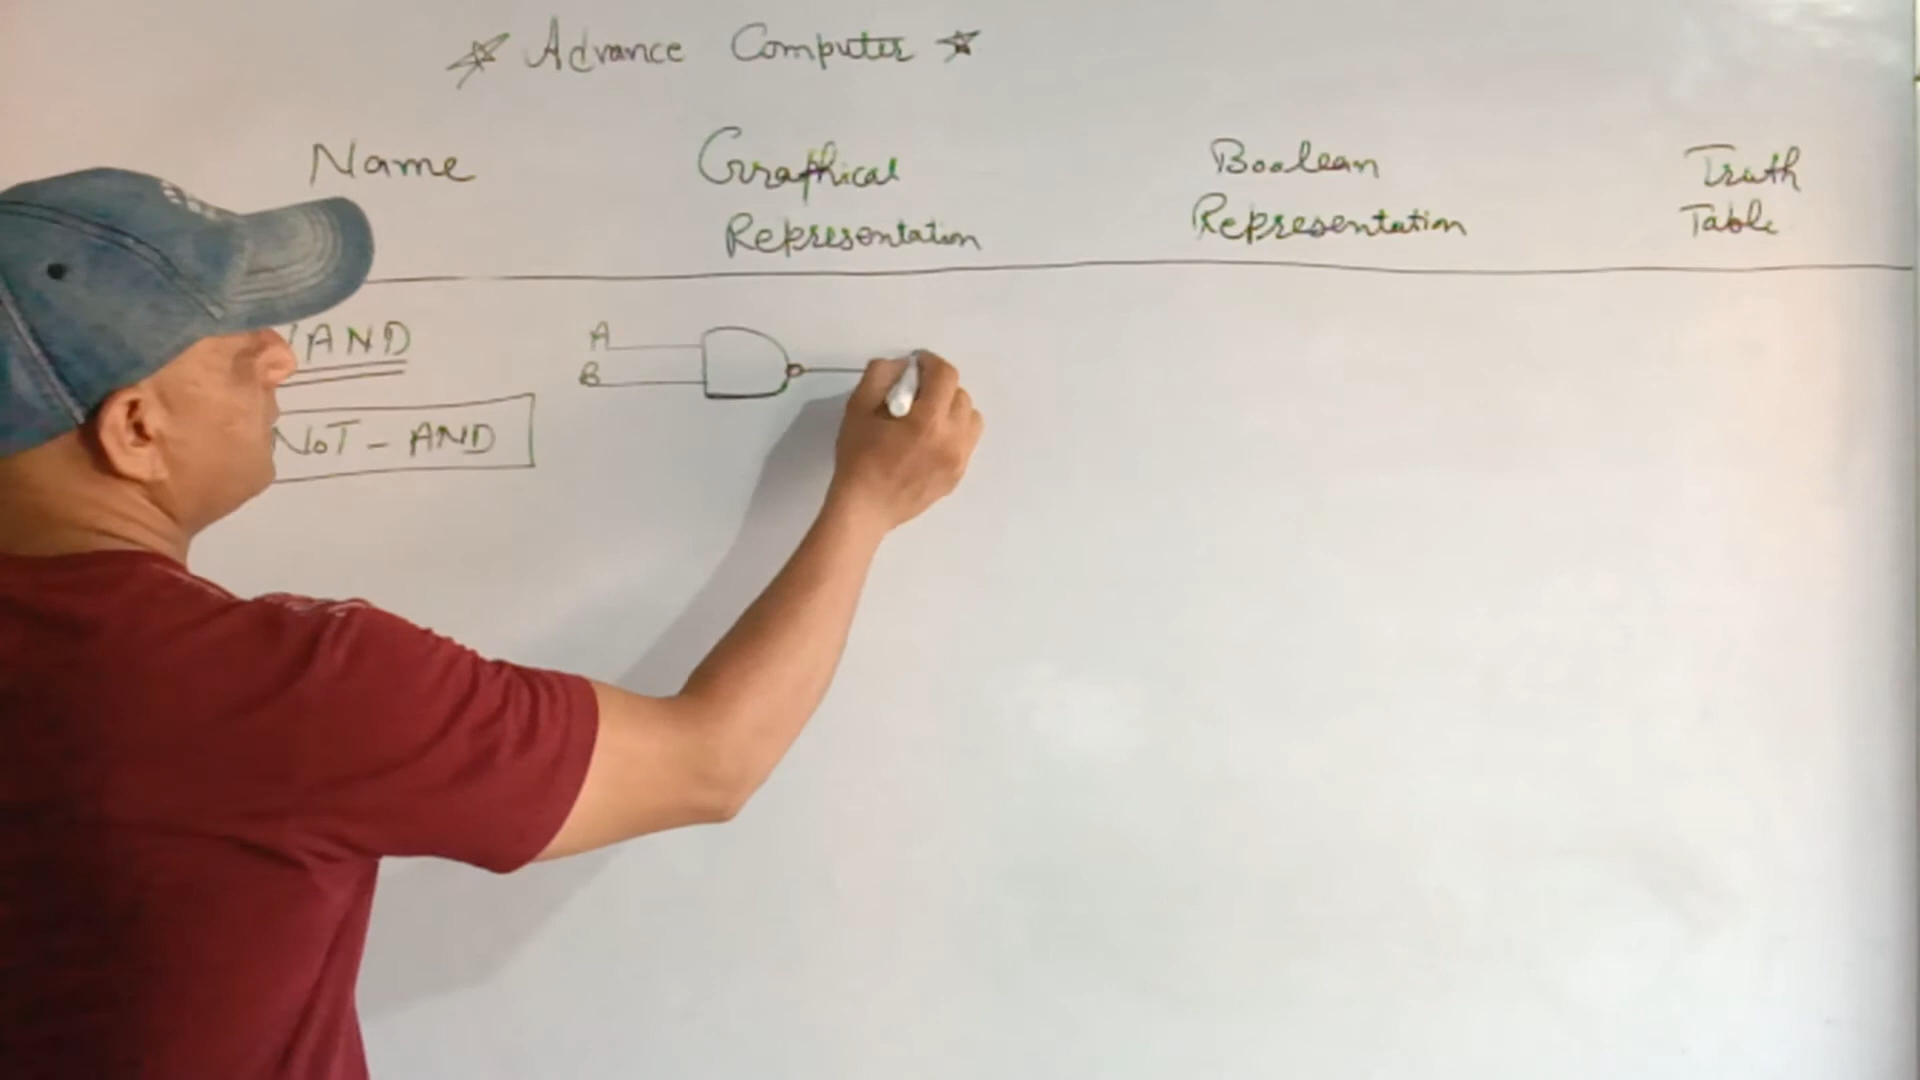 Advance Computer
Name Graphical Representation Boolean Representation Truth Table
AND
NOT - AND
A
B